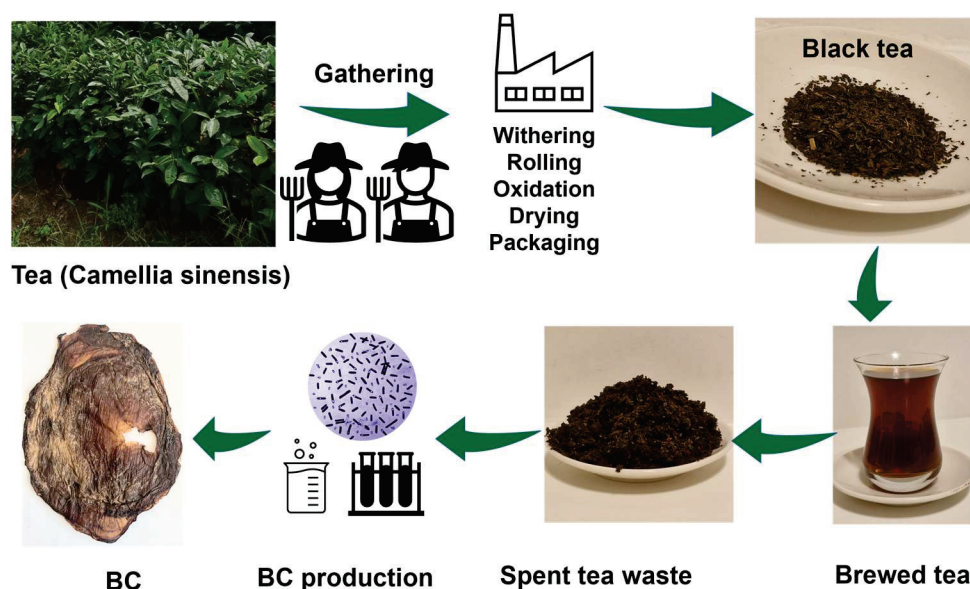 Gathering
Withering
Rolling
Oxidation
Drying
Packaging
Black tea
Tea (Camellia sinensis)
BC
BC production
Spent tea waste
Brewed tea